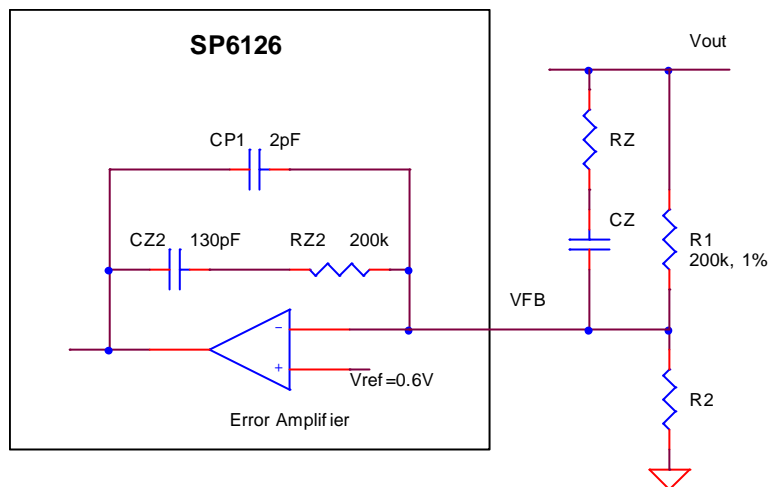 SP6126
Vout
CP1 2pF
RZ
CZ2 130pF RZ2 200k
CZ
R1
200k, 1%
VFB
−
+
Vref=0.6V
R2
Error Amplifier